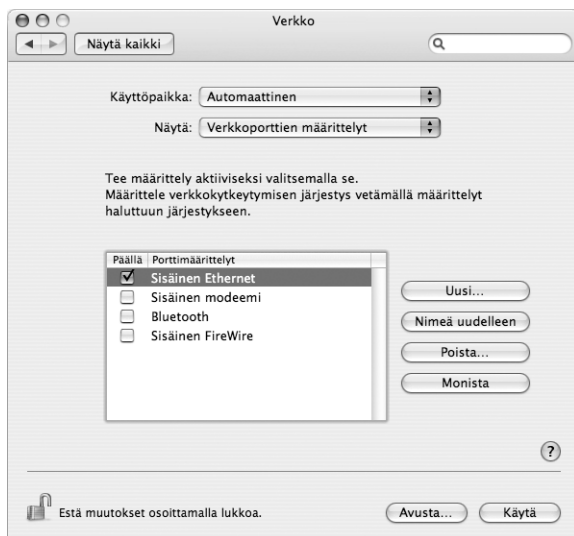 Verkko
Näytä kaikki
Käyttöpaikka: Automaattinen
Näytä: Verkkoporttien määrittelyt
Tee määrittely aktiiviseksi valitsemalla se.
Määrittele verkkokytkeytymisen järjestys vetämällä määrittelyt
haluttuun järjestykseen.
Päällä Porttimäärittelyt
Sisäinen Ethernet
Sisäinen modeemi
Bluetooth
Sisäinen FireWire
Uusi...
Nimeä uudelleen
Poista...
Monista
?
Estä muutokset osoittamalla lukkoa.
Avusta...
Käytä